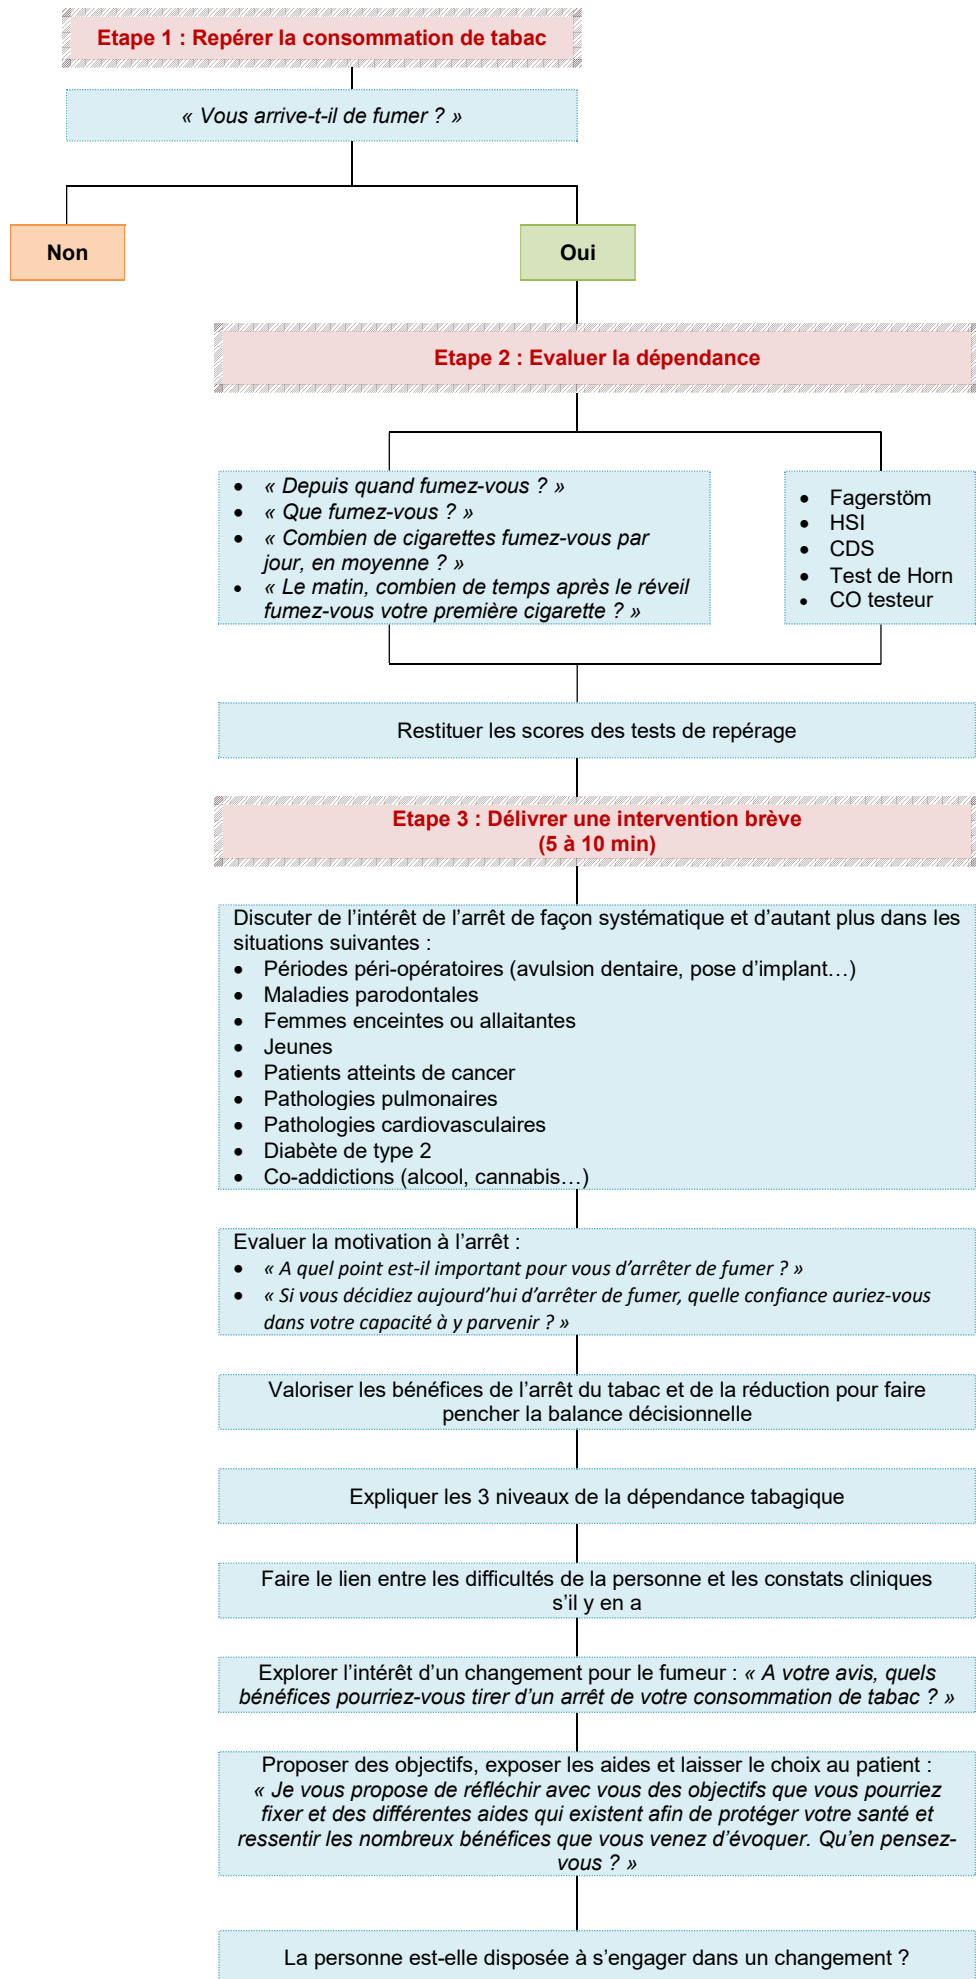 Etape 1 : Repérer la consommation de tabac
« Vous arrive-t-il de fumer ? »
Non
Oui
Etape 2 : Evaluer la dépendance
• « Depuis quand fumez-vous ? »
• « Que fumez-vous ? »
• « Combien de cigarettes fumez-vous par
jour, en moyenne ? »
• « Le matin, combien de temps après le réveil
fumez-vous votre première cigarette ? »
• Fagerstöm
• HSI
• CDS
• Test de Horn
• CO testeur
Restituer les scores des tests de repérage
Etape 3 : Délivrer une intervention brève
(5 à 10 min)
Discuter de l’intérêt de l’arrêt de façon systématique et d’autant plus dans les
situations suivantes :
• Périodes péri-opératoires (avulsion dentaire, pose d’implant…)
• Maladies parodontales
• Femmes enceintes ou allaitantes
• Jeunes
• Patients atteints de cancer
• Pathologies pulmonaires
• Pathologies cardiovasculaires
• Diabète de type 2
• Co-addictions (alcool, cannabis…)
Evaluer la motivation à l’arrêt :
• « A quel point est-il important pour vous d’arrêter de fumer ? »
• « Si vous décidiez aujourd’hui d’arrêter de fumer, quelle confiance auriez-vous
dans votre capacité à y parvenir ? »
Valoriser les bénéfices de l’arrêt du tabac et de la réduction pour faire
pencher la balance décisionnelle
Expliquer les 3 niveaux de la dépendance tabagique
Faire le lien entre les difficultés de la personne et les constats cliniques
s’il y en a
Explorer l’intérêt d’un changement pour le fumeur : « A votre avis, quels
bénéfices pourriez-vous tirer d’un arrêt de votre consommation de tabac ? »
Proposer des objectifs, exposer les aides et laisser le choix au patient :
« Je vous propose de réfléchir avec vous des objectifs que vous pourriez
fixer et des différentes aides qui existent afin de protéger votre santé et
ressentir les nombreux bénéfices que vous venez d’évoquer. Qu’en pensez-
vous ? »
La personne est-elle disposée à s’engager dans un changement ?